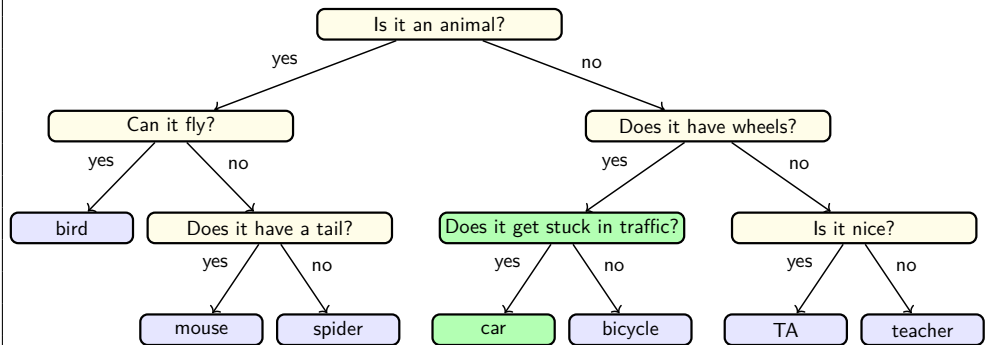 Is it an animal?
yes
no
Can it fly?
Does it have wheels?
yes
no
yes
no
bird
Does it have a tail?
Does it get stuck in traffic?
Is it nice?
yes
no
yes
no
yes
no
mouse
spider
car
bicycle
TA
teacher